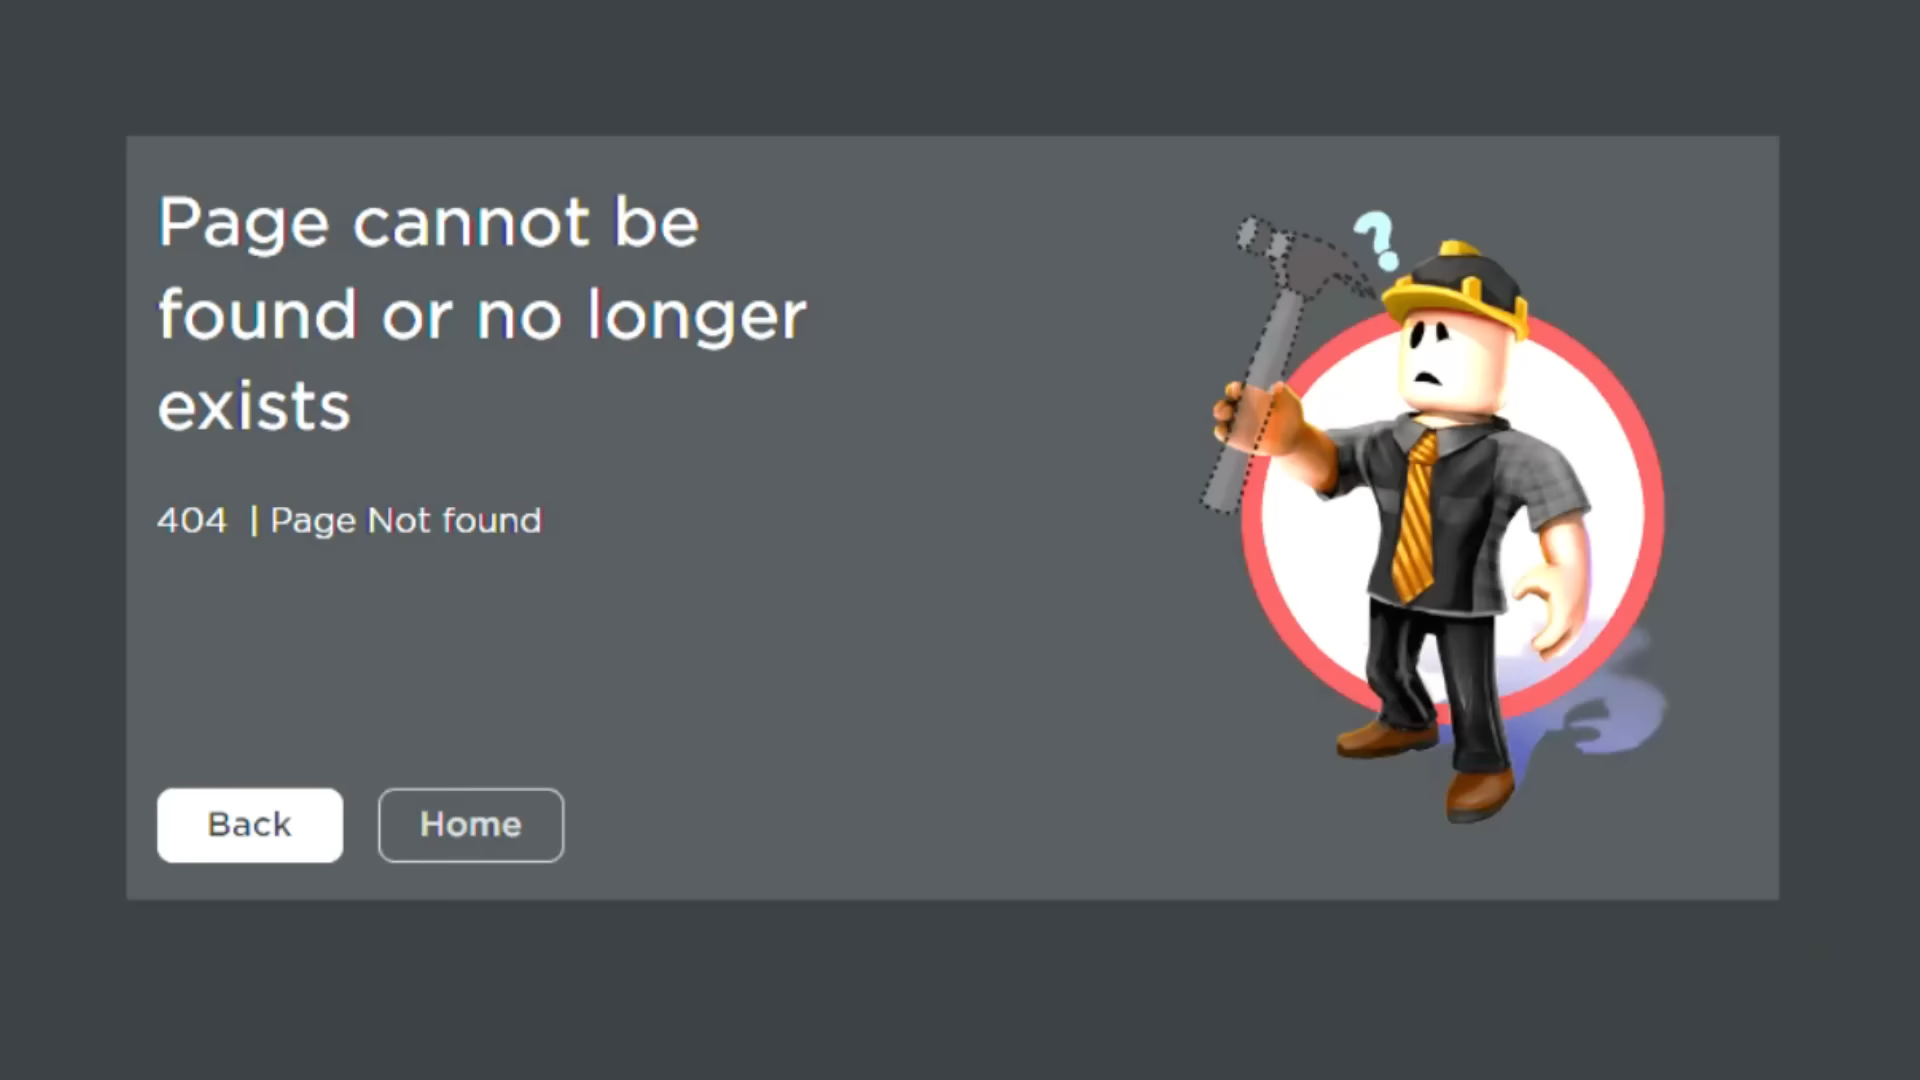 Page cannot be
found or no longer
exists
404 | Page Not found
Back
Home
?